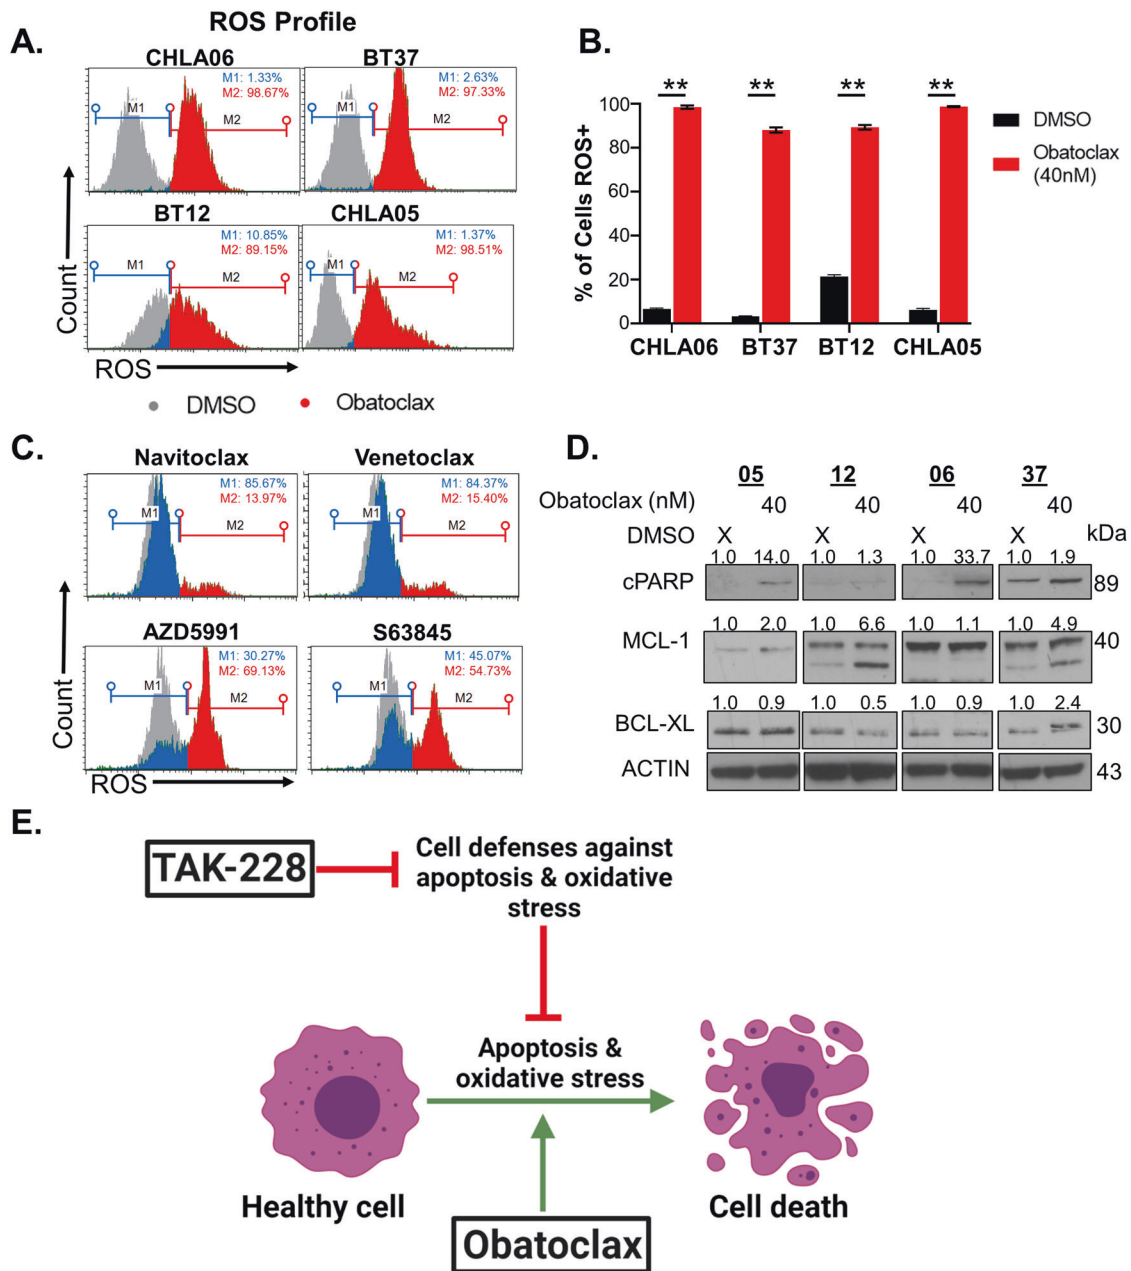 A.
ROS Profile
CHLA06
M1: 1.33%
M2: 98.67%
M1
M2
BT37
M1: 2.63%
M2: 97.33%
M1
M2
BT12
M1: 10.85%
M2: 89.15%
M1
M2
CHLA05
M1: 1.37%
M2: 98.51%
M1
M2
Count
ROS
DMSO
Obatoclax
B.
** ** ** **
100
80
60
40
20
0
% of Cells ROS+
CHLA06 BT37 BT12 CHLA05
DMSO
Obatoclax
(40nM)
C.
Navitoclax
M1: 85.67%
M2: 13.97%
M1
M2
Venetoclax
M1: 84.37%
M2: 15.40%
M1
M2
AZD5991
M1: 30.27%
M2: 69.13%
M1
M2
S63845
M1: 45.07%
M2: 54.73%
M1
M2
Count
ROS
D.
05 12 06 37
Obatoclax (nM) 40 40 40 40
DMSO X X X X kDa
1.0 14.0 1.0 1.3 1.0 33.7 1.0 1.9
cPARP 89
1.0 2.0 1.0 6.6 1.0 1.1 1.0 4.9
MCL-1 40
1.0 0.9 1.0 0.5 1.0 0.9 1.0 2.4
BCL-XL 30
ACTIN 43
E.
TAK-228
Cell defenses against
apoptosis & oxidative
stress
Apoptosis &
oxidative stress
Healthy cell
Cell death
Obatoclax